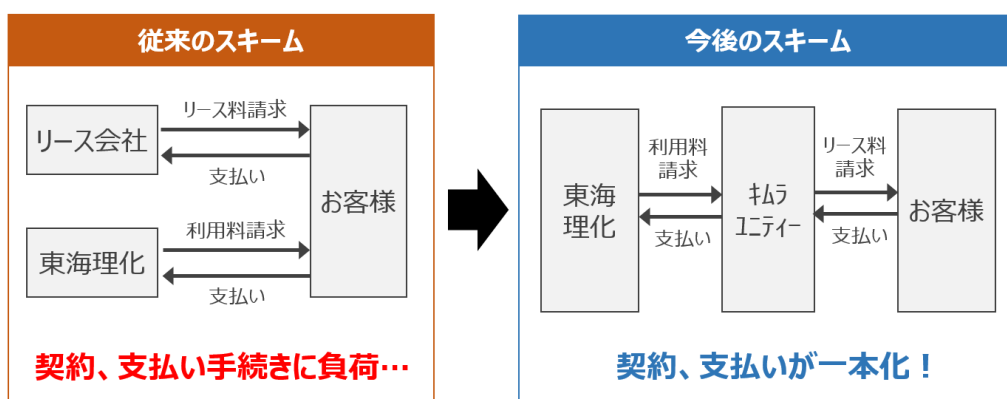 従来のスキーム
リース会社
リース料請求
支払い
東海理化
利用料請求
支払い
お客様
契約、支払い手続きに負荷…
今後のスキーム
東海
理化
利用料
請求
支払い
ｷﾑﾗ
ﾕﾆﾃｨｰ
リース料
請求
支払い
お客様
契約、支払いが一本化！